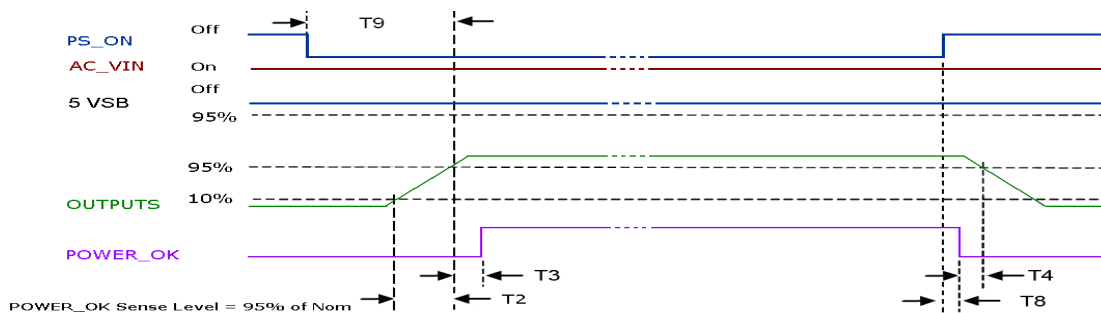 T9
Off
PS_ON
AC_VIN
On
Off
5 VSB
95%
95%
10%
OUTPUTS
POWER_OK
T3
T4
T2
T8
POWER_OK Sense Level = 95% of Nom